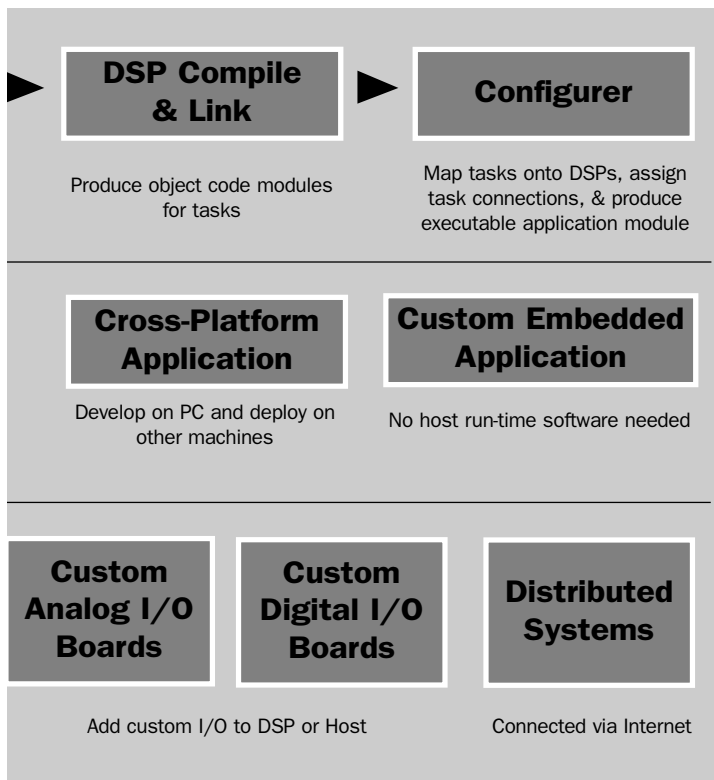 DSP Compile
& Link
Configurer
Produce object code modules
for tasks
Map tasks onto DSPs, assign
task connections, & produce
executable application module
Cross-Platform
Application
Custom Embedded
Application
Develop on PC and deploy on
other machines
No host run-time software needed
Custom
Analog I/O
Boards
Custom
Digital I/O
Boards
Distributed
Systems
Add custom I/O to DSP or Host
Connected via Internet